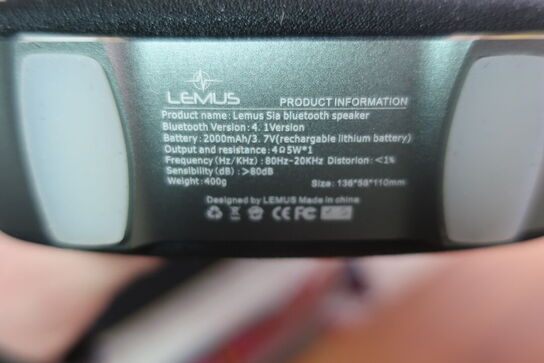 LEMUS
PRODUCT INFORMATION
Product name: Lemus Sia bluetooth speaker
Bluetooth Version: 4.1Version
Battery: 2000mAh/3.7V(rechargable lithium battery)
Output and resistance: 4Ω5W*1
Frequency(Hz/KHz) :80Hz-20KHz Distorion: <1%
Sensibility(dB) : >80dB
Weight: 400g Size: 136*58*110mm
Designed by LEMUS Made in china
CE FC